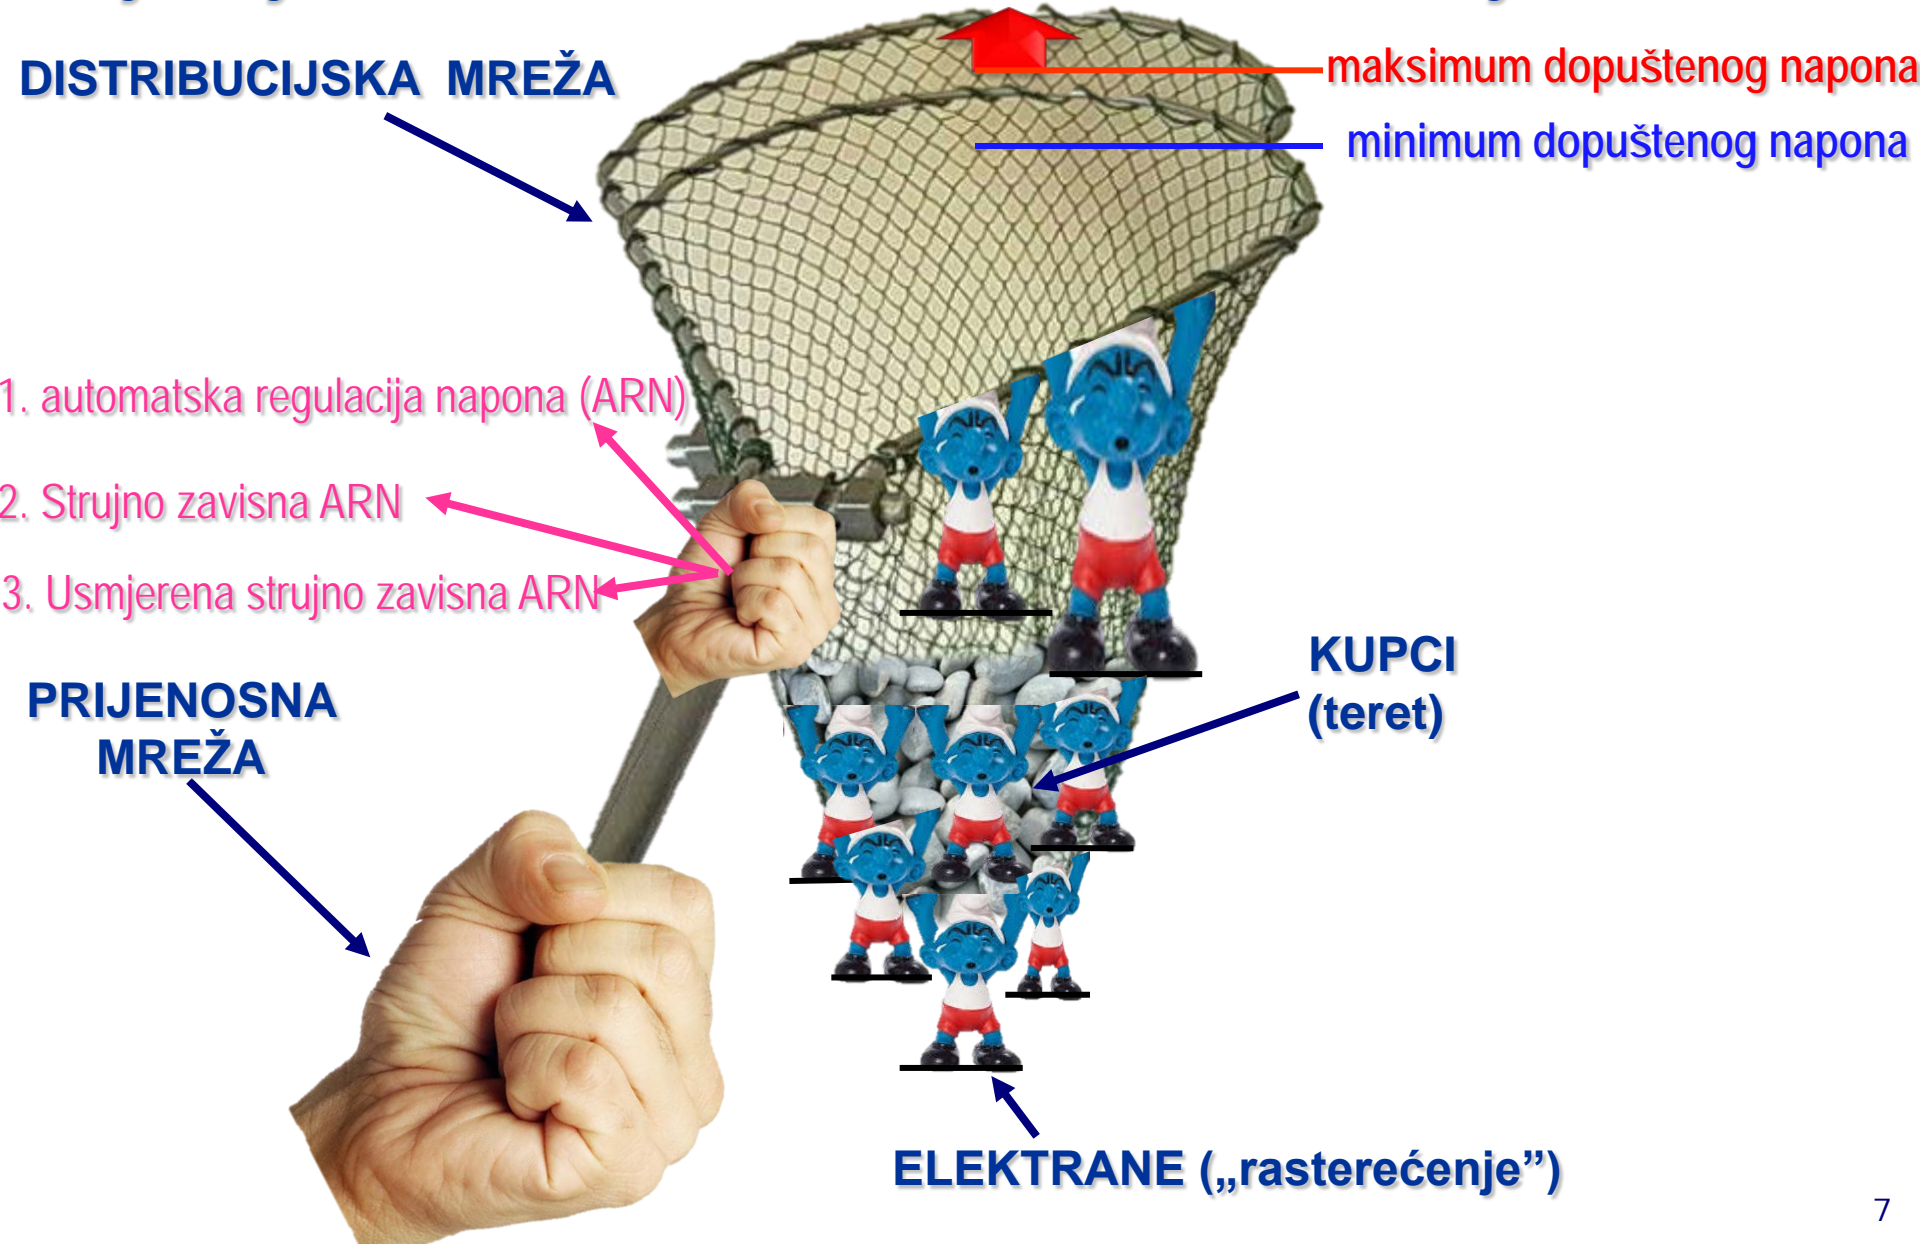 DISTRIBUCIJSKA MREŽA
maksimum dopuštenog napona
minimum dopuštenog napona
1. automatska regulacija napona (ARN)
2. Strujno zavisna ARN
3. Usmjerena strujno zavisna ARN
PRIJENOSNA
MREŽA
KUPCI
(teret)
ELEKTRANE („rasterećenje”)
7